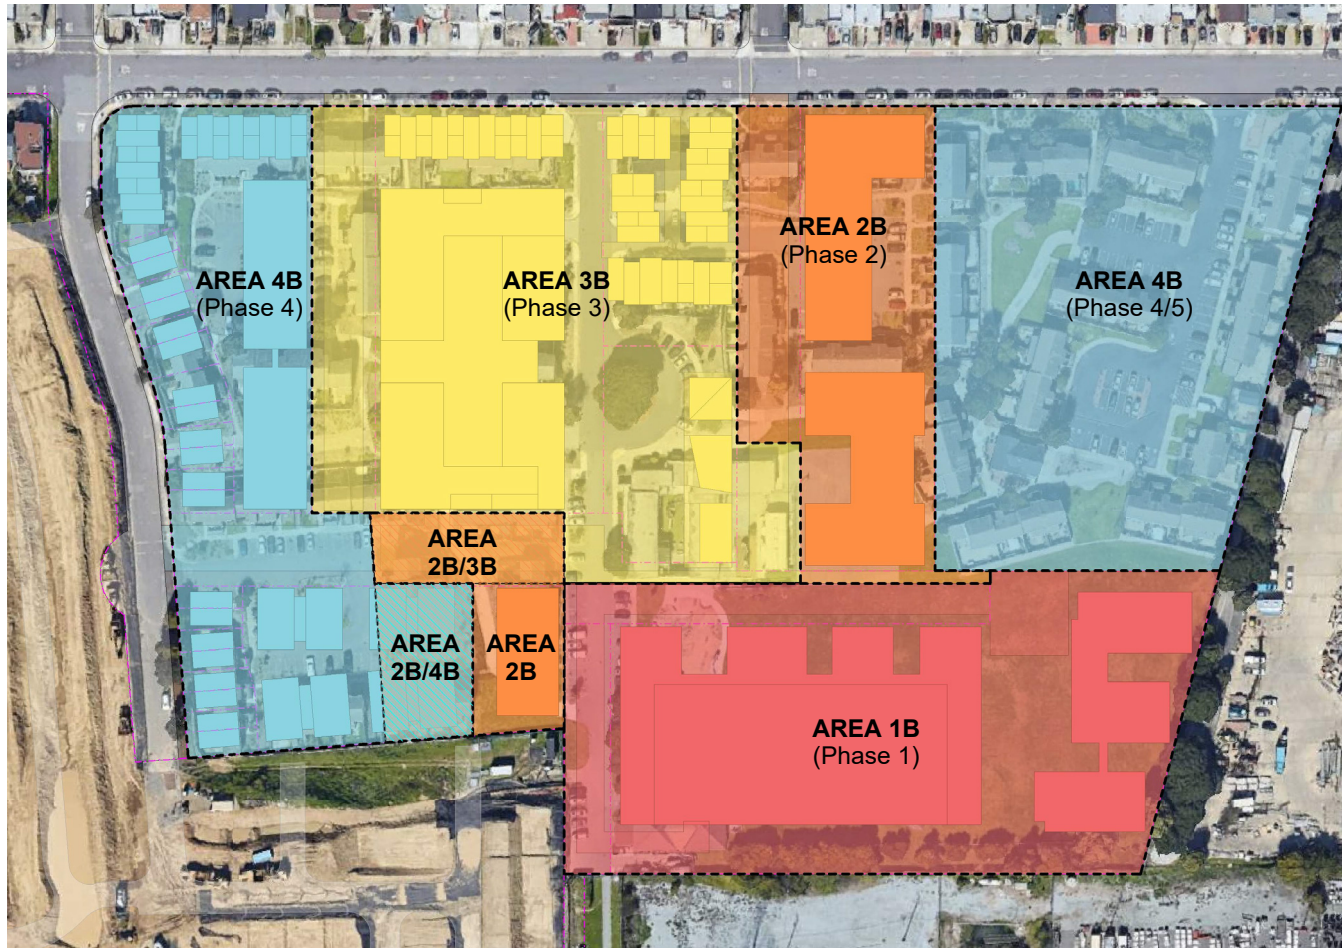 AREA 2B
(Phase 2)
AREA 4B
(Phase 4)
AREA 3B
(Phase 3)
AREA 4B
(Phase 4/5)
AREA
2B/3B
AREA
2B/4B
AREA
2B
AREA 1B
(Phase 1)